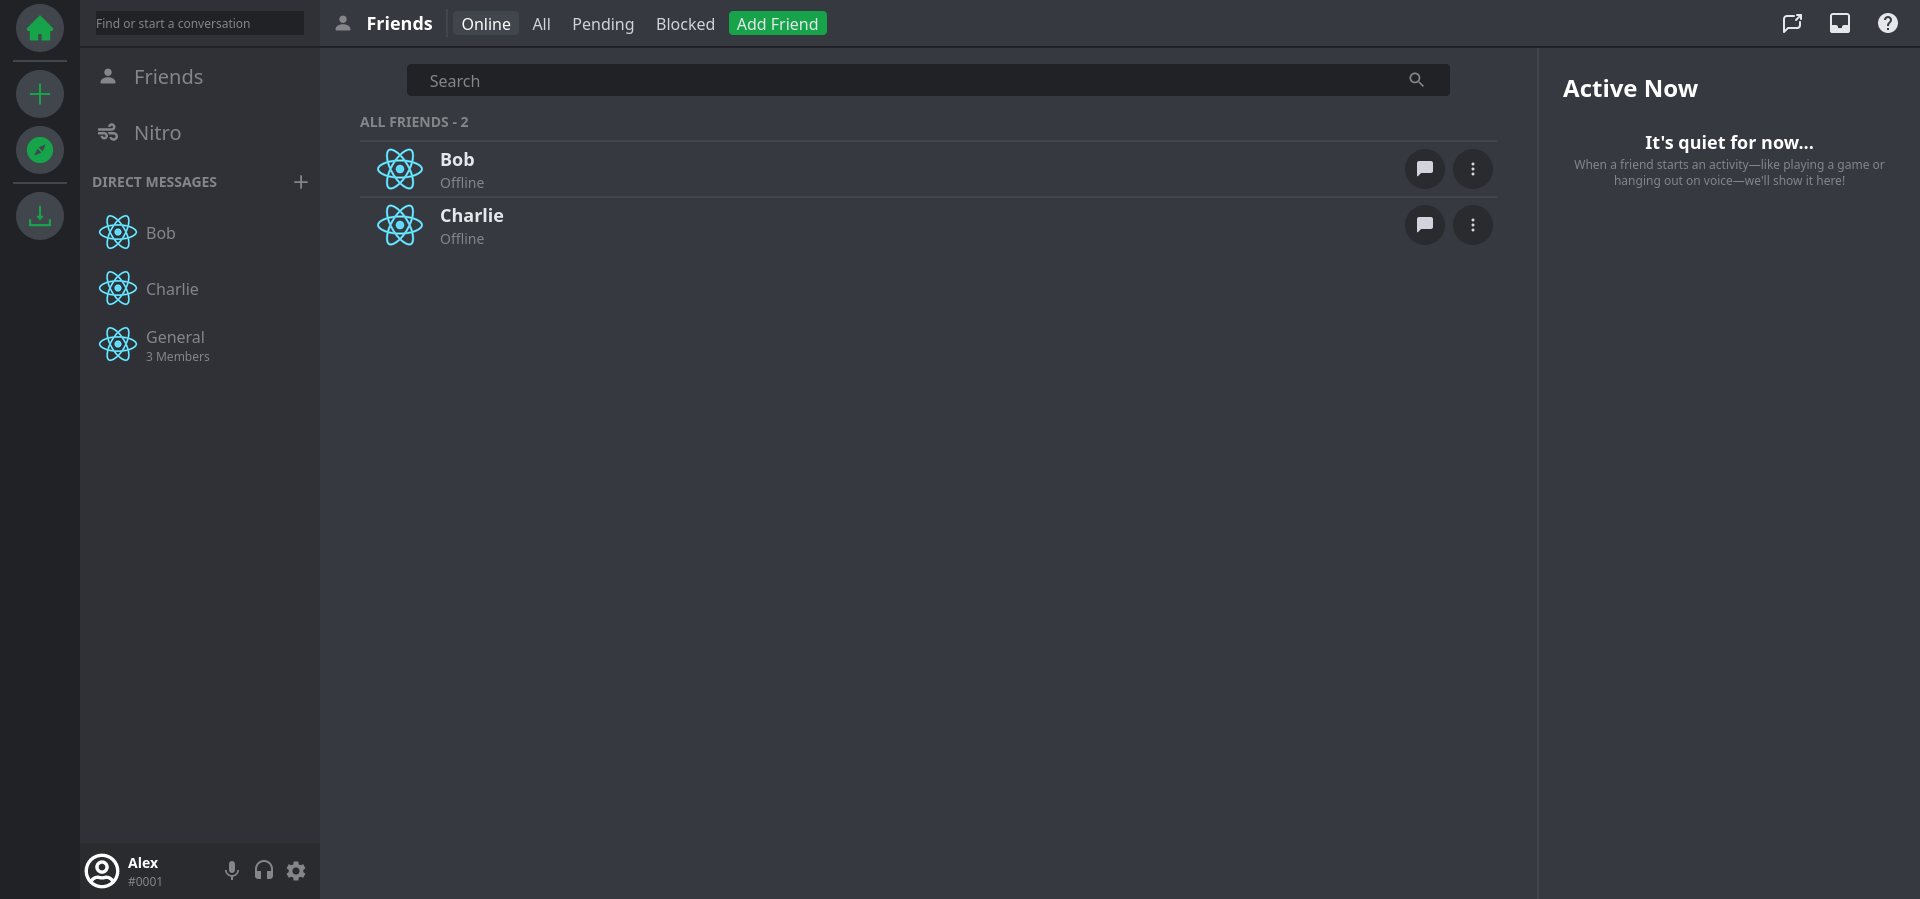 Find or start a conversation
Friends
Nitro
DIRECT MESSAGES
Bob
Charlie
General
3 Members
Alex
#0001
Friends
Online
All
Pending
Blocked
Add Friend
Search
ALL FRIENDS - 2
Bob
Offline
Charlie
Offline
Active Now
It's quiet for now...
When a friend starts an activity—like playing a game or
hanging out on voice—we'll show it here!